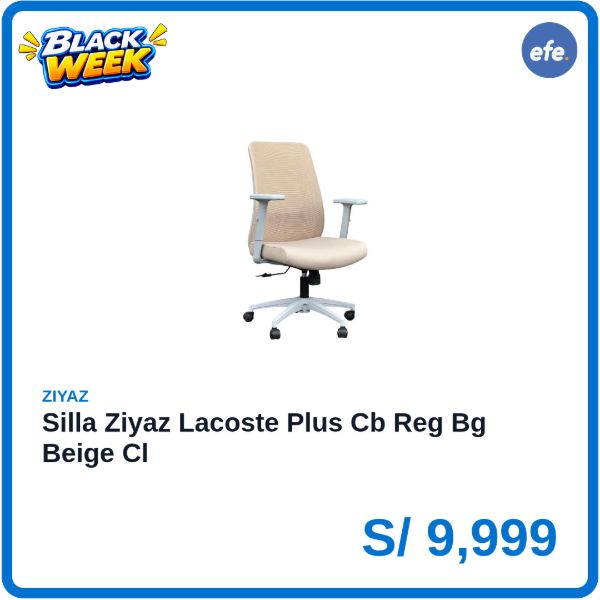 BLACK
WEEK
efe.
ZIYAZ
Silla Ziyaz Lacoste Plus Cb Reg Bg
Beige Cl
S/ 9,999